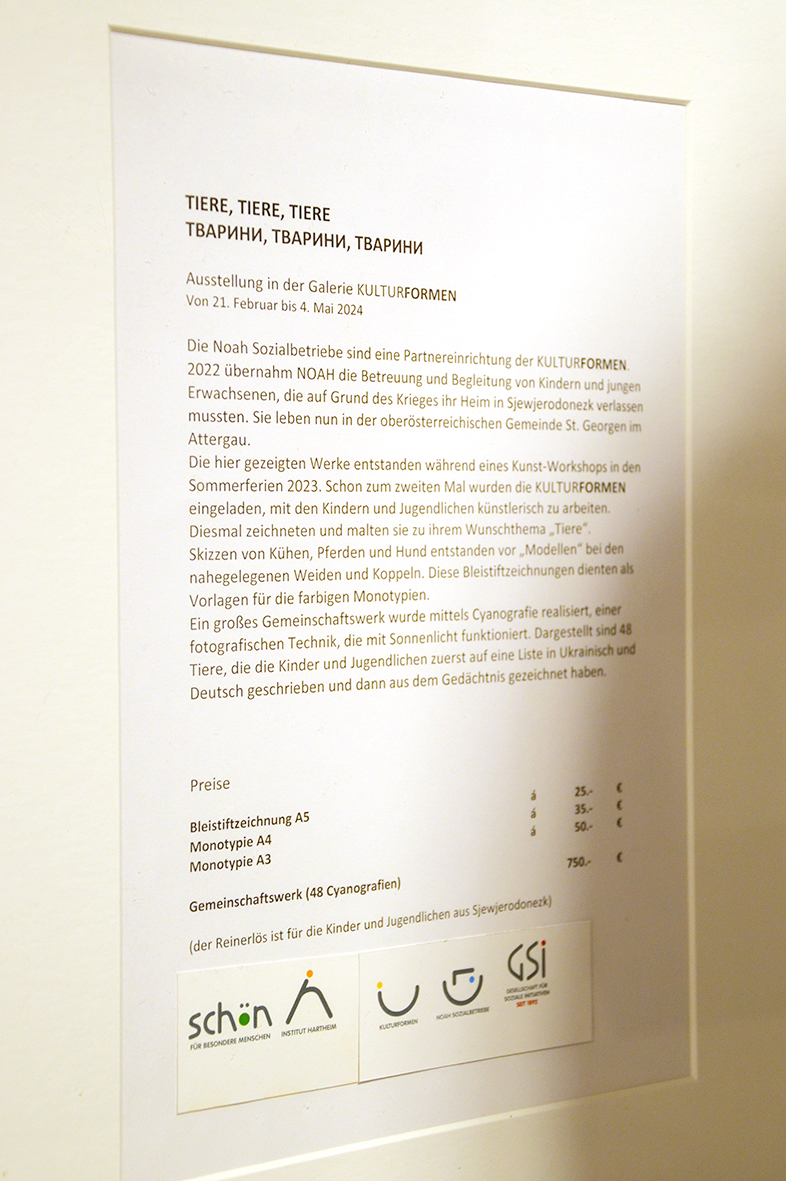 TIERE, TIERE, TIERE
ТВАРИНИ, ТВАРИНИ, ТВАРИНИ
Ausstellung in der Galerie KULTURFORMEN
Von 21. Februar bis 4. Mai 2024
Die Noah Sozialbetriebe sind eine Partnereinrichtung der KULTURFORMEN.
2022 übernahm NOAH die Betreuung und Begleitung von Kindern und jungen
Erwachsenen, die auf Grund des Krieges ihr Heim in Sjewjerodonezk verlassen
mussten. Sie leben nun in der oberösterreichischen Gemeinde St. Georgen im
Attergau.
Die hier gezeigten Werke entstanden während eines Kunst-Workshops in den
Sommerferien 2023. Schon zum zweiten Mal wurden die KULTURFORMEN
eingeladen, mit den Kindern und Jugendlichen künstlerisch zu arbeiten.
Diesmal zeichneten und malten sie zu ihrem Wunschthema „Tiere“.
Skizzen von Kühen, Pferden und Hund entstanden vor „Modellen“ bei den
nahegelegenen Weiden und Koppeln. Diese Bleistiftzeichnungen dienten als
Vorlagen für die farbigen Monotypien.
Ein großes Gemeinschaftswerk wurde mittels Cyanografie realisiert, einer
fotografischen Technik, die mit Sonnenlicht funktioniert. Dargestellt sind 48
Tiere, die die Kinder und Jugendlichen zuerst auf eine Liste in Ukrainisch und
Deutsch geschrieben und dann aus dem Gedächtnis gezeichnet haben.
Preise
Bleistiftzeichnung A5 á 25.- €
Monotypie A4 á 35.- €
Monotypie A3 á 50.- €
Gemeinschaftswerk (48 Cyanografien) 750.- €
(der Reinerlös ist für die Kinder und Jugendlichen aus Sjewjerodonezk)
schön
FÜR BESONDERE MENSCHEN
INSTITUT HARTHEIM
KULTURFORMEN
NOAH SOZIALBETRIEBE
GSi
GESELLSCHAFT FÜR
SOZIALE INITIATIVEN
SEIT 1892